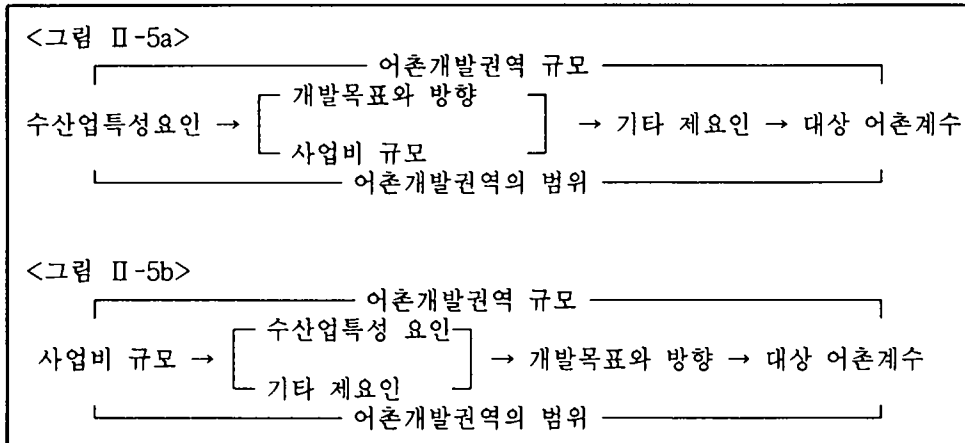 <그림 Ⅱ-5a>
어촌개발권역 규모
개발목표와 방향
수산업특성요인 → → 기타 제요인 → 대상 어촌계수
사업비 규모
어촌개발권역의 범위
<그림 Ⅱ-5b>
어촌개발권역 규모
수산업특성 요인
사업비 규모 → → 개발목표와 방향 → 대상 어촌계수
기타 제요인
어촌개발권역의 범위